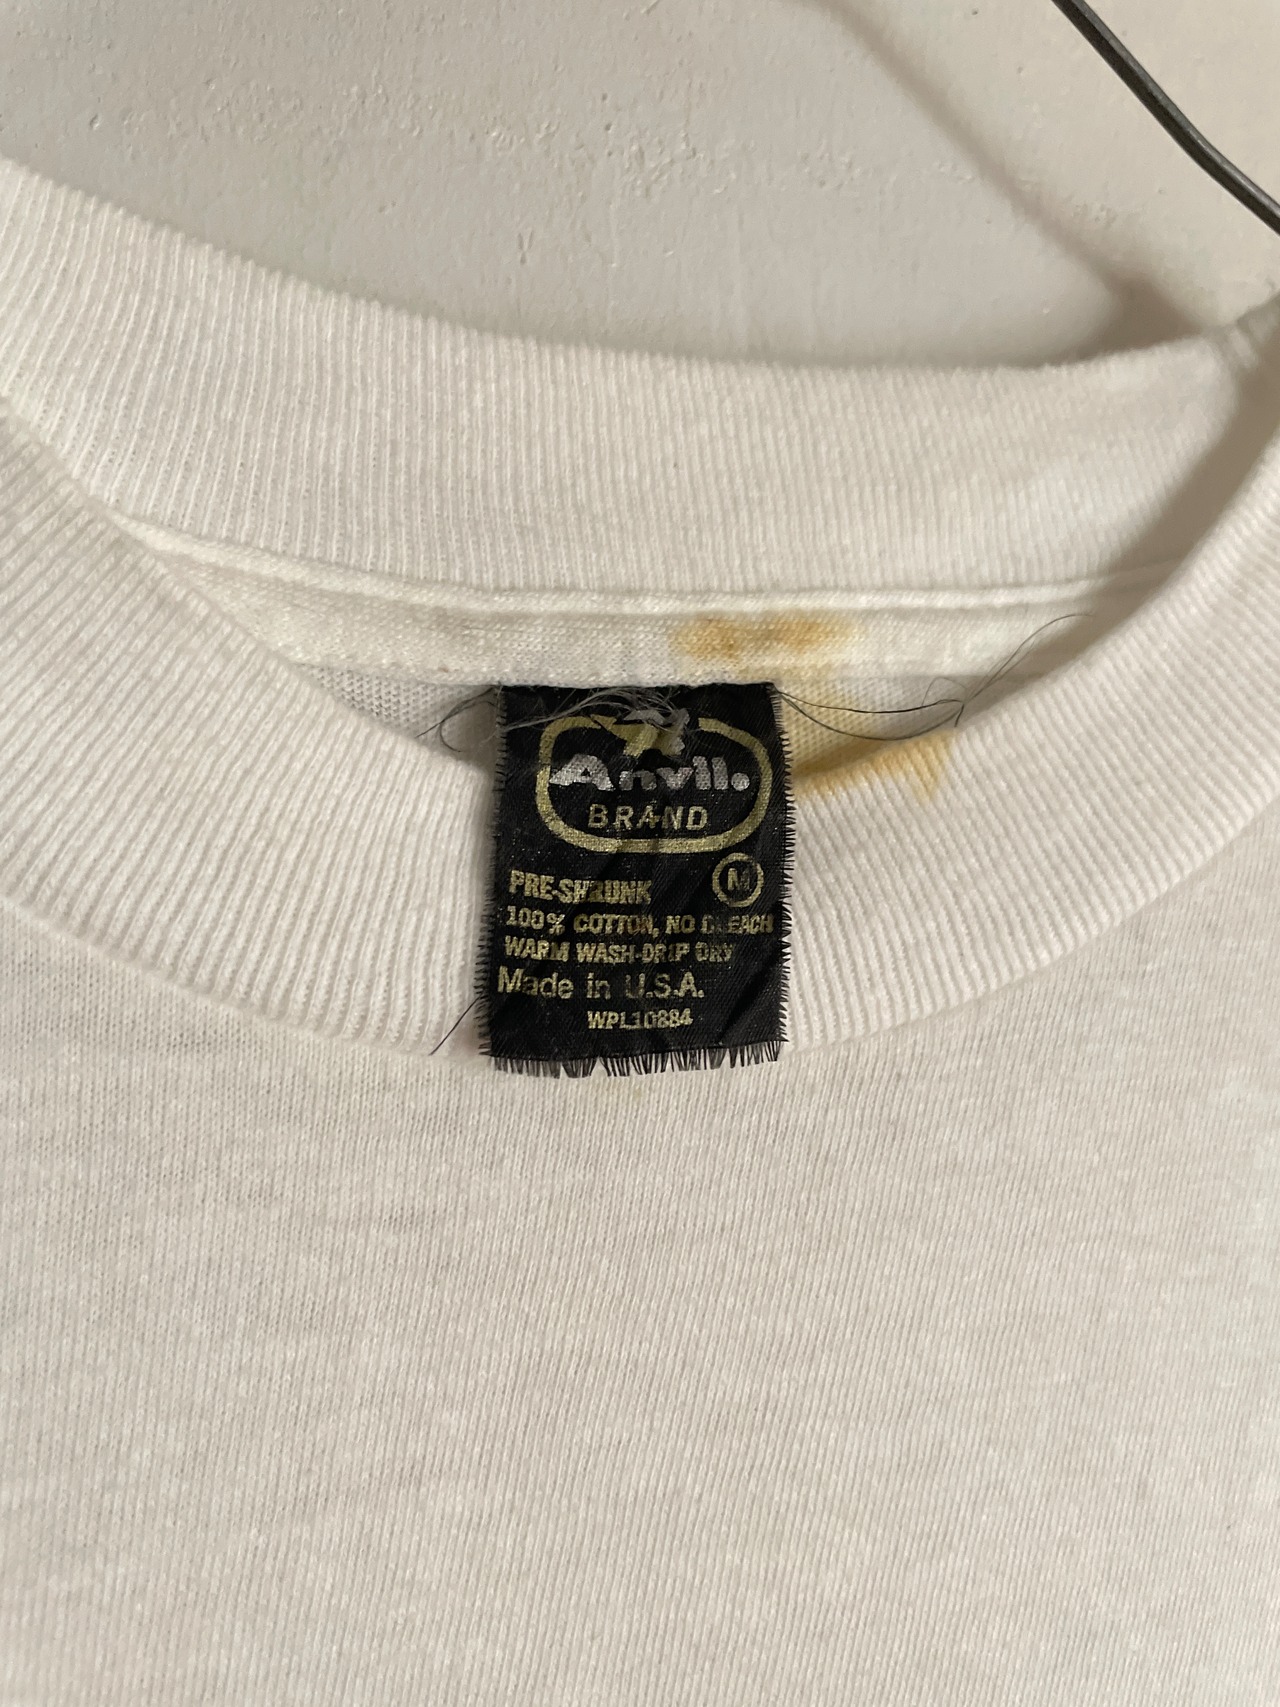 Anvil.
BRAND
M
PRE-SHRUNK
100% COTTON, NO BLEACH
WARM WASH-DRIP DRY
Made in U.S.A.
WPL10884